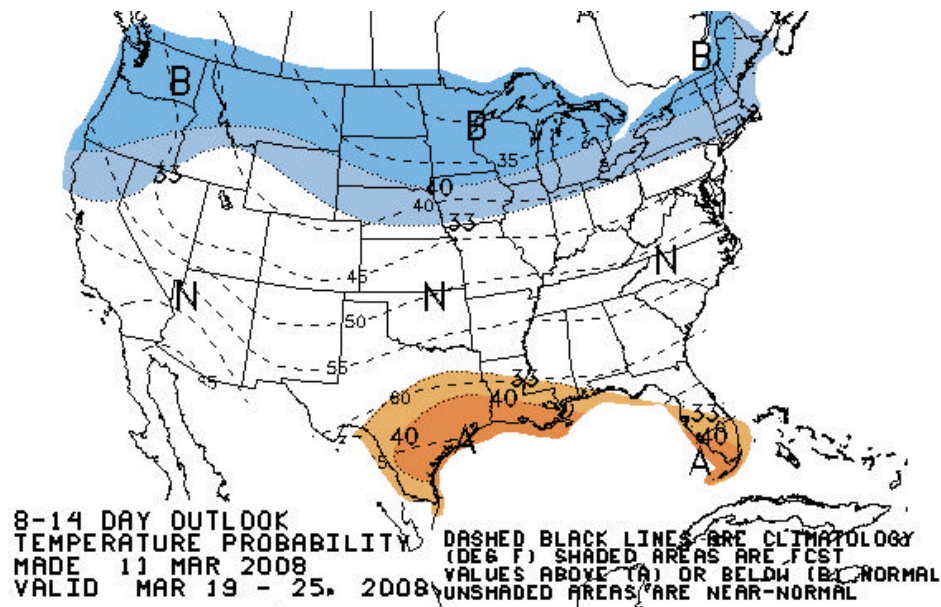 B
B
B
35
33
40
40
33
N
45
N
N
50
55
55
60
33
40
33
40
40
A
A
8-14 DAY OUTLOOK
TEMPERATURE PROBABILITY
MADE 11 MAR 2008
VALID MAR 19 - 25, 2008
DASHED BLACK LINES ARE CLIMATOLOGY
(DEG F) SHADED AREAS ARE FCST
VALUES ABOVE (A) OR BELOW (B) NORMAL
UNSHADED AREAS ARE NEAR-NORMAL